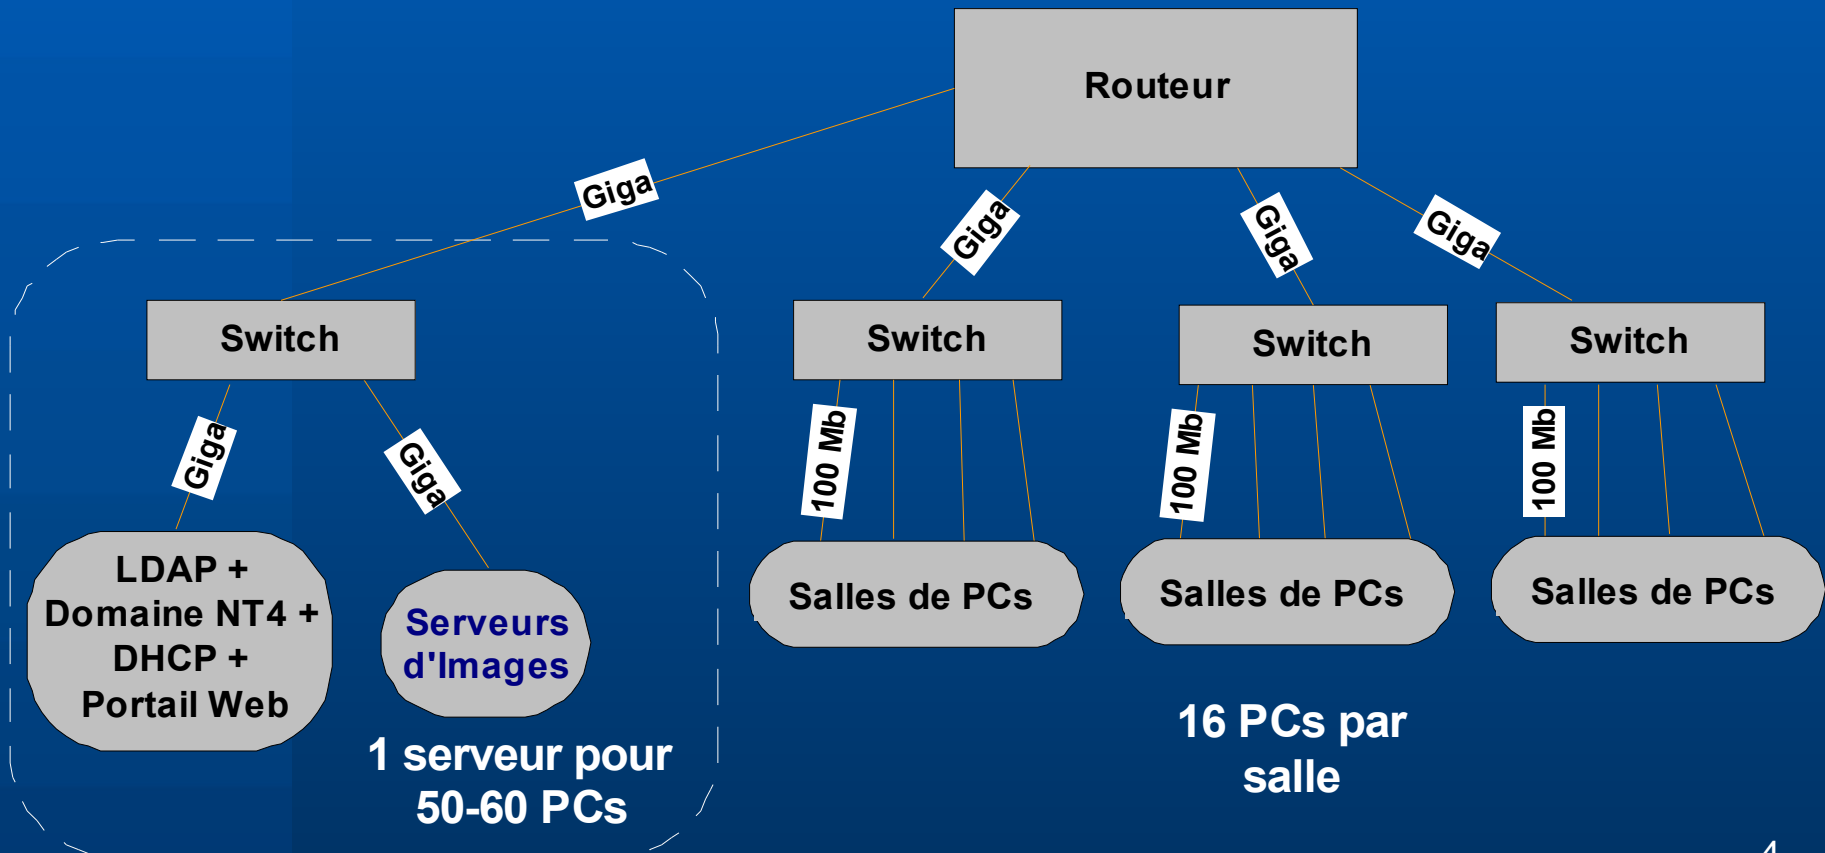 Routeur
Giga
Giga
Giga
Giga
Switch
Switch
Switch
Switch
Giga
Giga
100 Mb
100 Mb
100 Mb
LDAP +
Domaine NT4 +
DHCP +
Portail Web
Serveurs
d'Images
Salles de PCs
Salles de PCs
Salles de PCs
1 serveur pour
50-60 PCs
16 PCs par
salle
4